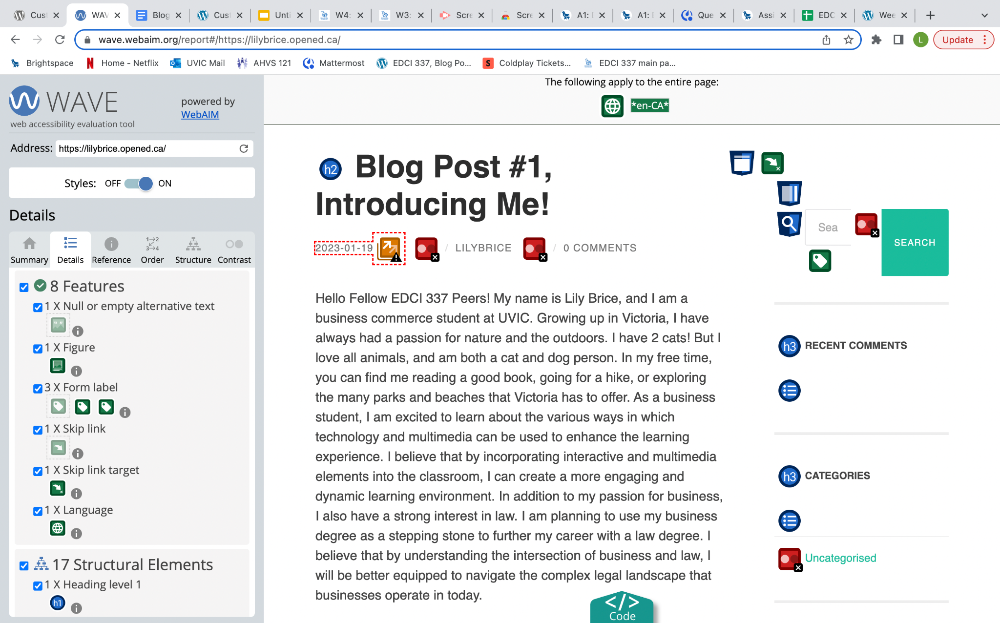 Cust
WAV
Blog
Cust
Unti
W4:
W3:
Scre
Scre
A1:
A1:
Que
Assi
EDC
Wee
wave.webaim.org/report#/https://lilybrice.opened.ca/
L
Update
Brightspace
Home - Netflix
UVIC Mail
AHVS 121
Mattermost
EDCI 337, Blog Po...
Coldplay Tickets...
EDCI 337 main pa...
WAVE
powered by
WebAIM
web accessibility evaluation tool
Address: https://lilybrice.opened.ca/
Styles: OFF ON
Details
Summary Details Reference Order Structure Contrast
8 Features
1 X Null or empty alternative text
1 X Figure
3 X Form label
1 X Skip link
1 X Skip link target
1 X Language
17 Structural Elements
1 X Heading level 1
h1
The following apply to the entire page:
*en-CA*
h2 Blog Post #1,
Introducing Me!
2023-01-19 / LILYBRICE / 0 COMMENTS
Hello Fellow EDCI 337 Peers! My name is Lily Brice, and I am a
business commerce student at UVIC. Growing up in Victoria, I have
always had a passion for nature and the outdoors. I have 2 cats! But I
love all animals, and am both a cat and dog person. In my free time,
you can find me reading a good book, going for a hike, or exploring
the many parks and beaches that Victoria has to offer. As a business
student, I am excited to learn about the various ways in which
technology and multimedia can be used to enhance the learning
experience. I believe that by incorporating interactive and multimedia
elements into the classroom, I can create a more engaging and
dynamic learning environment. In addition to my passion for business,
I also have a strong interest in law. I am planning to use my business
degree as a stepping stone to further my career with a law degree. I
believe that by understanding the intersection of business and law, I
will be better equipped to navigate the complex legal landscape that
businesses operate in today.
</> Code
Sea
SEARCH
h3 RECENT COMMENTS
h3 CATEGORIES
Uncategorised